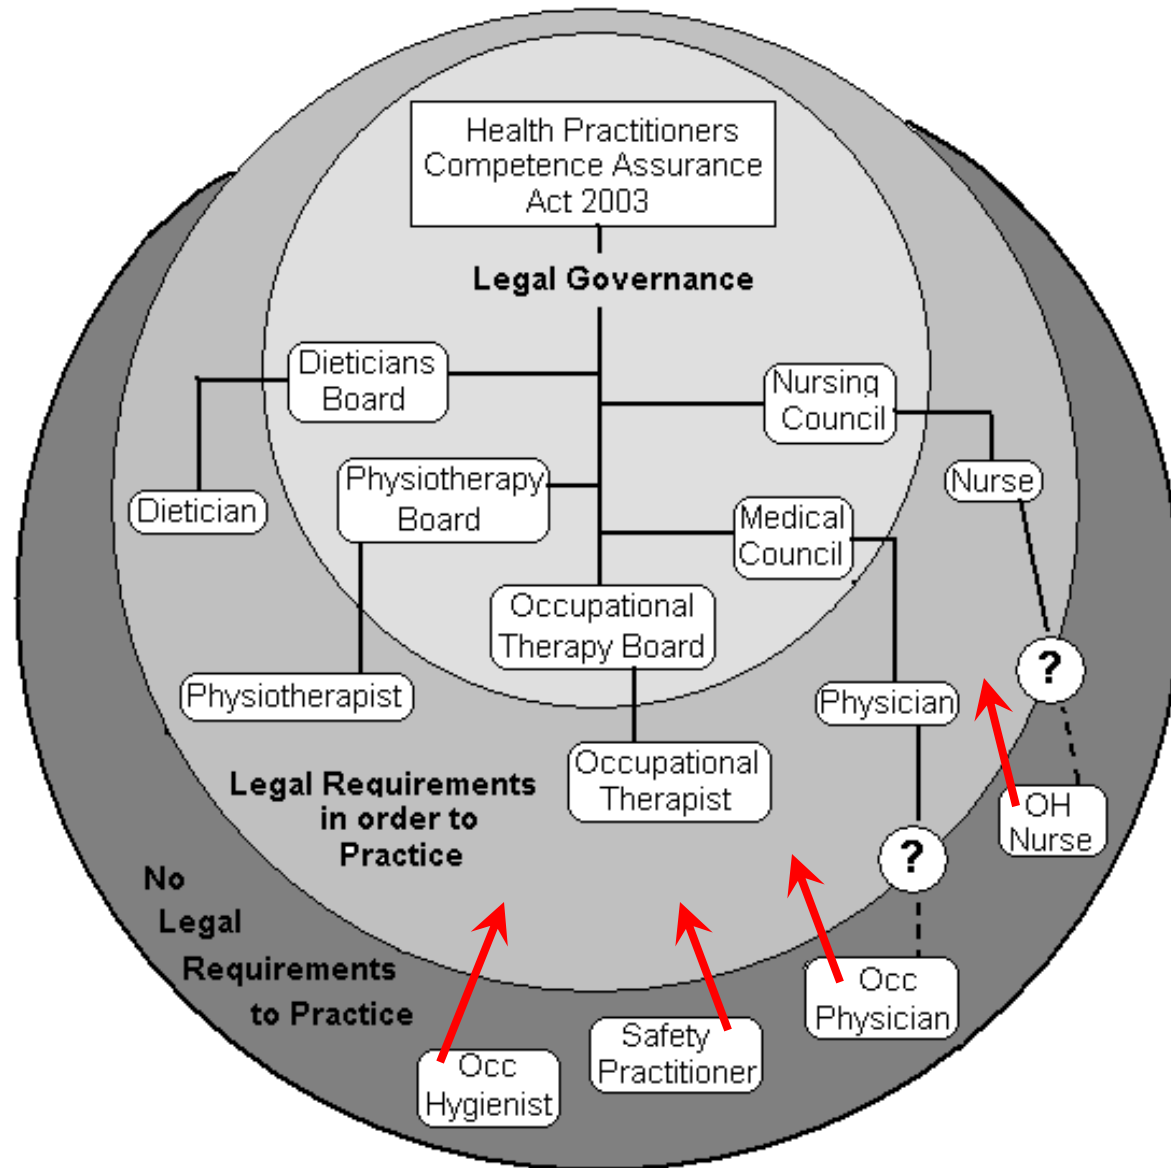 Health Practitioners
Competence Assurance
Act 2003
Legal Governance
Dieticians
Board
Nursing
Council
Physiotherapy
Board
Nurse
Dietician
Medical
Council
Occupational
Therapy Board
?
Physiotherapist
Physician
Occupational
Therapist
Legal Requirements
in order to
Practice
OH
Nurse
?
No
Legal
Requirements
to Practice
Occ
Physician
Safety
Practitioner
Occ
Hygienist